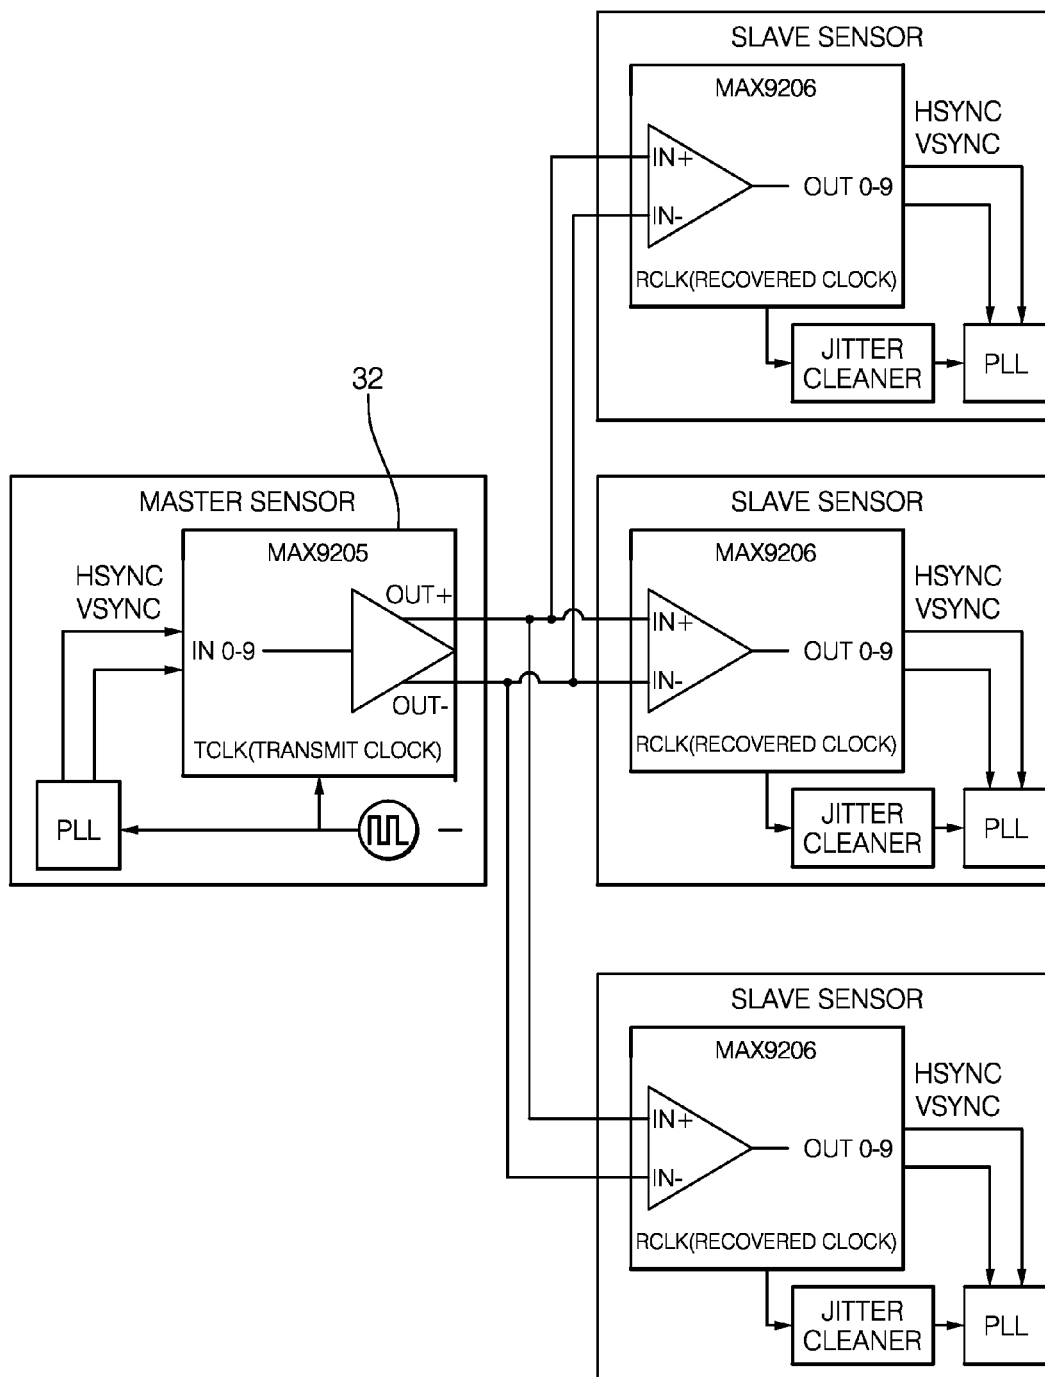 SLAVE SENSOR
MAX9206
HSYNC
VSYNC
IN+
OUT 0-9
IN-
RCLK(RECOVERED CLOCK)
JITTER
CLEANER
PLL
32
MASTER SENSOR
MAX9205
HSYNC
VSYNC
OUT+
IN 0-9
OUT-
TCLK(TRANSMIT CLOCK)
PLL
SLAVE SENSOR
MAX9206
HSYNC
VSYNC
IN+
OUT 0-9
IN-
RCLK(RECOVERED CLOCK)
JITTER
CLEANER
PLL
SLAVE SENSOR
MAX9206
HSYNC
VSYNC
IN+
OUT 0-9
IN-
RCLK(RECOVERED CLOCK)
JITTER
CLEANER
PLL